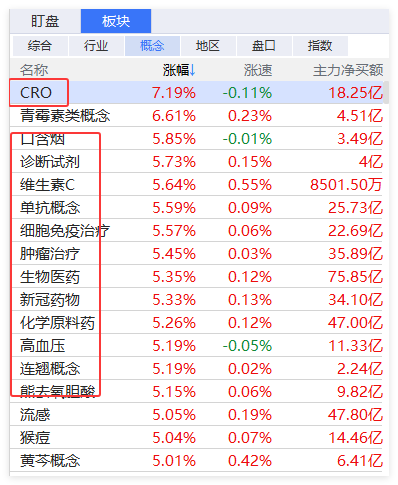 盯盘 板块
综合 行业 概念 地区 盘口 指数
名称 涨幅↓ 涨速 主力净买额
CRO 7.19% -0.11% 18.25亿
青霉素类概念 6.61% 0.23% 4.51亿
口含烟 5.85% -0.01% 3.49亿
诊断试剂 5.73% 0.15% 4亿
维生素C 5.64% 0.55% 8501.50万
单抗概念 5.59% 0.09% 25.73亿
细胞免疫治疗 5.57% 0.06% 22.69亿
肿瘤治疗 5.45% 0.03% 35.89亿
生物医药 5.35% 0.12% 75.85亿
新冠药物 5.33% 0.13% 34.10亿
化学原料药 5.26% 0.12% 47.00亿
高血压 5.19% -0.05% 11.33亿
连翘概念 5.19% 0.02% 2.24亿
熊去氧胆酸 5.15% 0.06% 9.82亿
流感 5.05% 0.19% 47.80亿
猴痘 5.04% 0.07% 14.46亿
黄芩概念 5.01% 0.42% 6.41亿